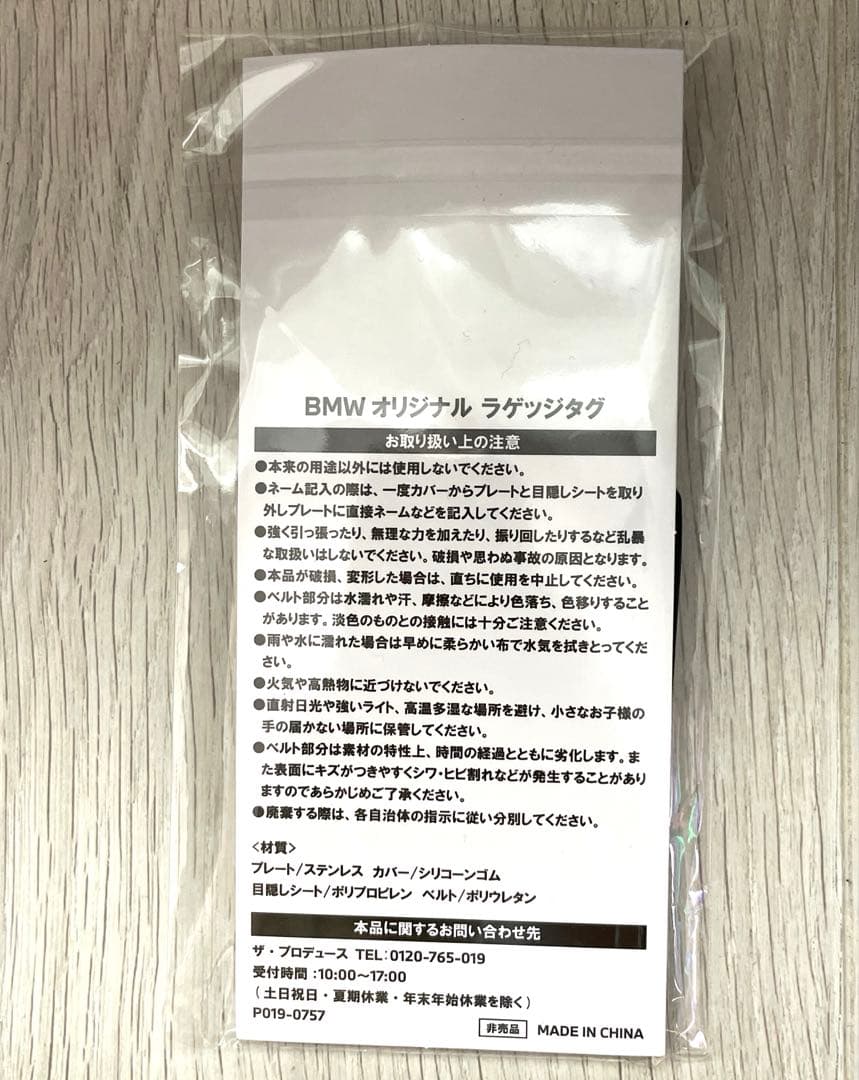 BMW オリジナル ラゲッジタグ
お取り扱い上の注意
●本来の用途以外には使用しないでください。
●ネーム記入の際は、一度カバーからプレートと目隠しシートを取り
外しプレートに直接ネームなどを記入してください。
●強く引っ張ったり、無理な力を加えたり、振り回したりするなど乱暴
な取扱いはしないでください。破損や思わぬ事故の原因となります。
●本品が破損、変形した場合は、直ちに使用を中止してください。
●ベルト部分は水濡れや汗、摩擦などにより色落ち、色移りすること
があります。淡色のものとの接触には十分ご注意ください。
●雨や水に濡れた場合は早めに柔らかい布で水気を拭きとってくだ
さい。
●火気や高熱物に近づけないでください。
●直射日光や強いライト、高温多湿な場所を避け、小さなお子様の
手の届かない場所に保管してください。
●ベルト部分は素材の特性上、時間の経過とともに劣化します。ま
た表面にキズがつきやすくシワ・ヒビ割れなどが発生することがあり
ますのであらかじめご了承ください。
●廃棄する際は、各自治体の指示に従い分別してください。
<材質>
プレート/ステンレス カバー/シリコーンゴム
目隠しシート/ポリプロピレン ベルト/ポリウレタン
本品に関するお問い合わせ先
ザ・プロデュース TEL:0120-765-019
受付時間:10:00〜17:00
(土日祝日・夏期休業・年末年始休業を除く)
P019-0757
非売品 MADE IN CHINA